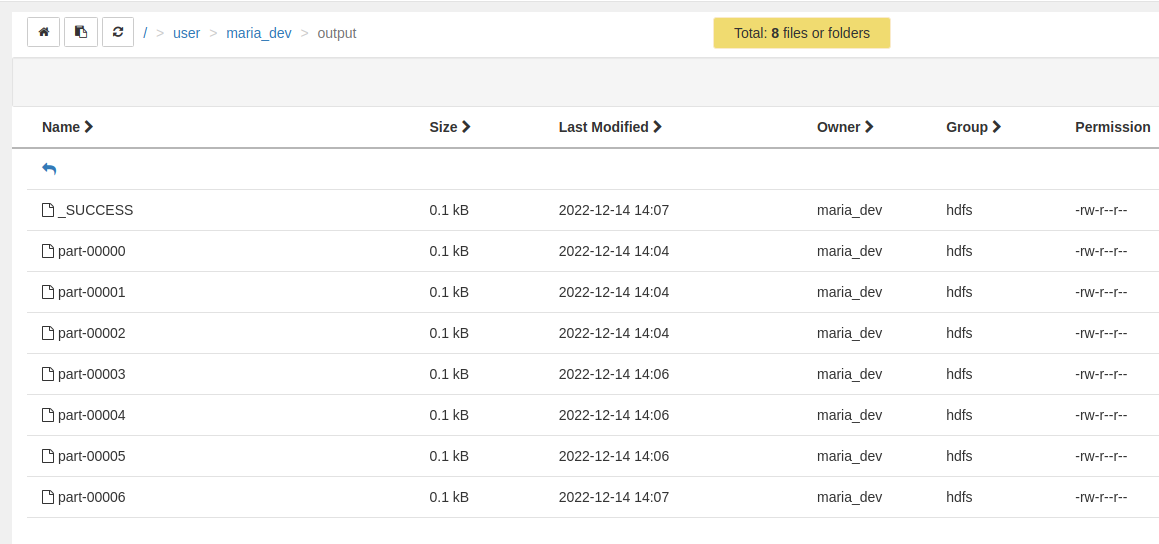 / > user > maria_dev > output Total: 8 files or folders
Name Size Last Modified Owner Group Permission
_SUCCESS 0.1 kB 2022-12-14 14:07 maria_dev hdfs -rw-r--r--
part-00000 0.1 kB 2022-12-14 14:04 maria_dev hdfs -rw-r--r--
part-00001 0.1 kB 2022-12-14 14:04 maria_dev hdfs -rw-r--r--
part-00002 0.1 kB 2022-12-14 14:04 maria_dev hdfs -rw-r--r--
part-00003 0.1 kB 2022-12-14 14:06 maria_dev hdfs -rw-r--r--
part-00004 0.1 kB 2022-12-14 14:06 maria_dev hdfs -rw-r--r--
part-00005 0.1 kB 2022-12-14 14:06 maria_dev hdfs -rw-r--r--
part-00006 0.1 kB 2022-12-14 14:07 maria_dev hdfs -rw-r--r--